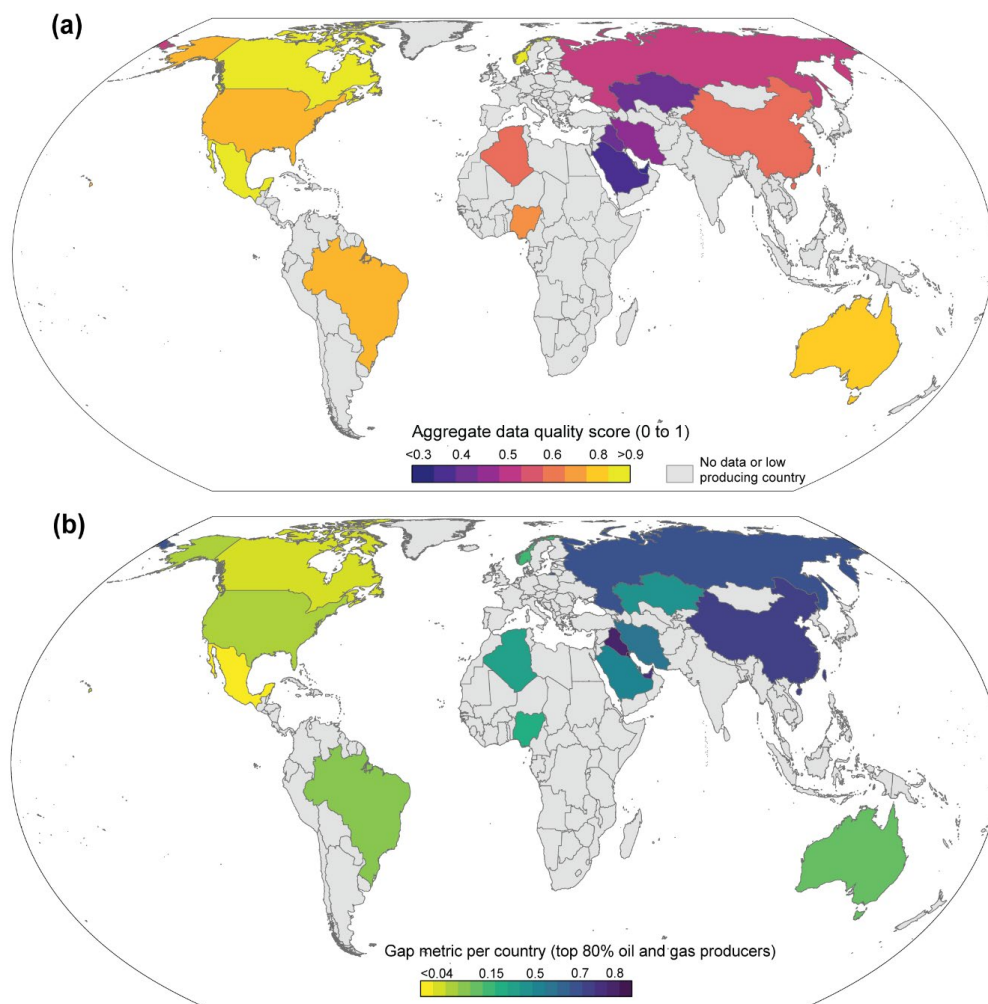 (a)
Aggregate data quality score (0 to 1)
<0.3 0.4 0.5 0.6 0.8 >0.9
No data or low
producing country
(b)
Gap metric per country (top 80% oil and gas producers)
<0.04 0.15 0.5 0.7 0.8